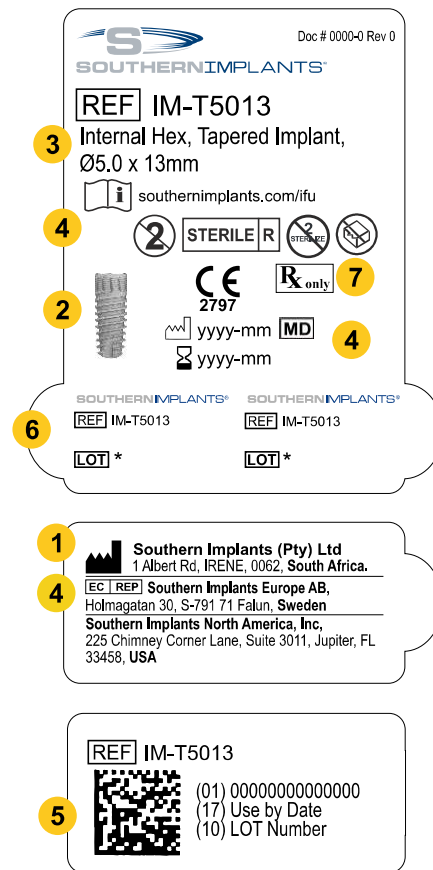 S
Doc # 0000-0 Rev 0
SOUTHERNIMPLANTS™
REF IM-T5013
3 Internal Hex, Tapered Implant,
Ø5.0 x 13mm
i southernimplants.com/ifu
4 2 STERILE R 2 STERILIZE
Rx only 7
2 CE
2797
yyyy-mm MD 4
yyyy-mm
SOUTHERNIMPLANTS® SOUTHERNIMPLANTS®
6 REF IM-T5013 REF IM-T5013
LOT * LOT *
1 Southern Implants (Pty) Ltd
1 Albert Rd, IRENE, 0062, South Africa.
4 EC REP Southern Implants Europe AB,
Holmagatan 30, S-791 71 Falun, Sweden
Southern Implants North America, Inc,
225 Chimney Corner Lane, Suite 3011, Jupiter, FL
33458, USA
REF IM-T5013
(01) 00000000000000
5 (17) Use by Date
(10) LOT Number